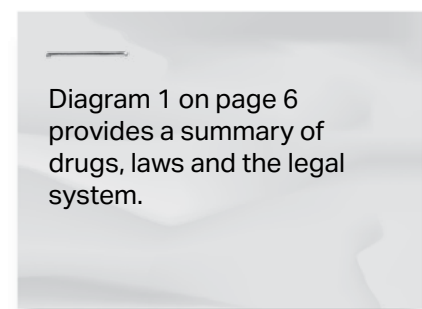 Diagram 1 on page 6
provides a summary of
drugs, laws and the legal
system.